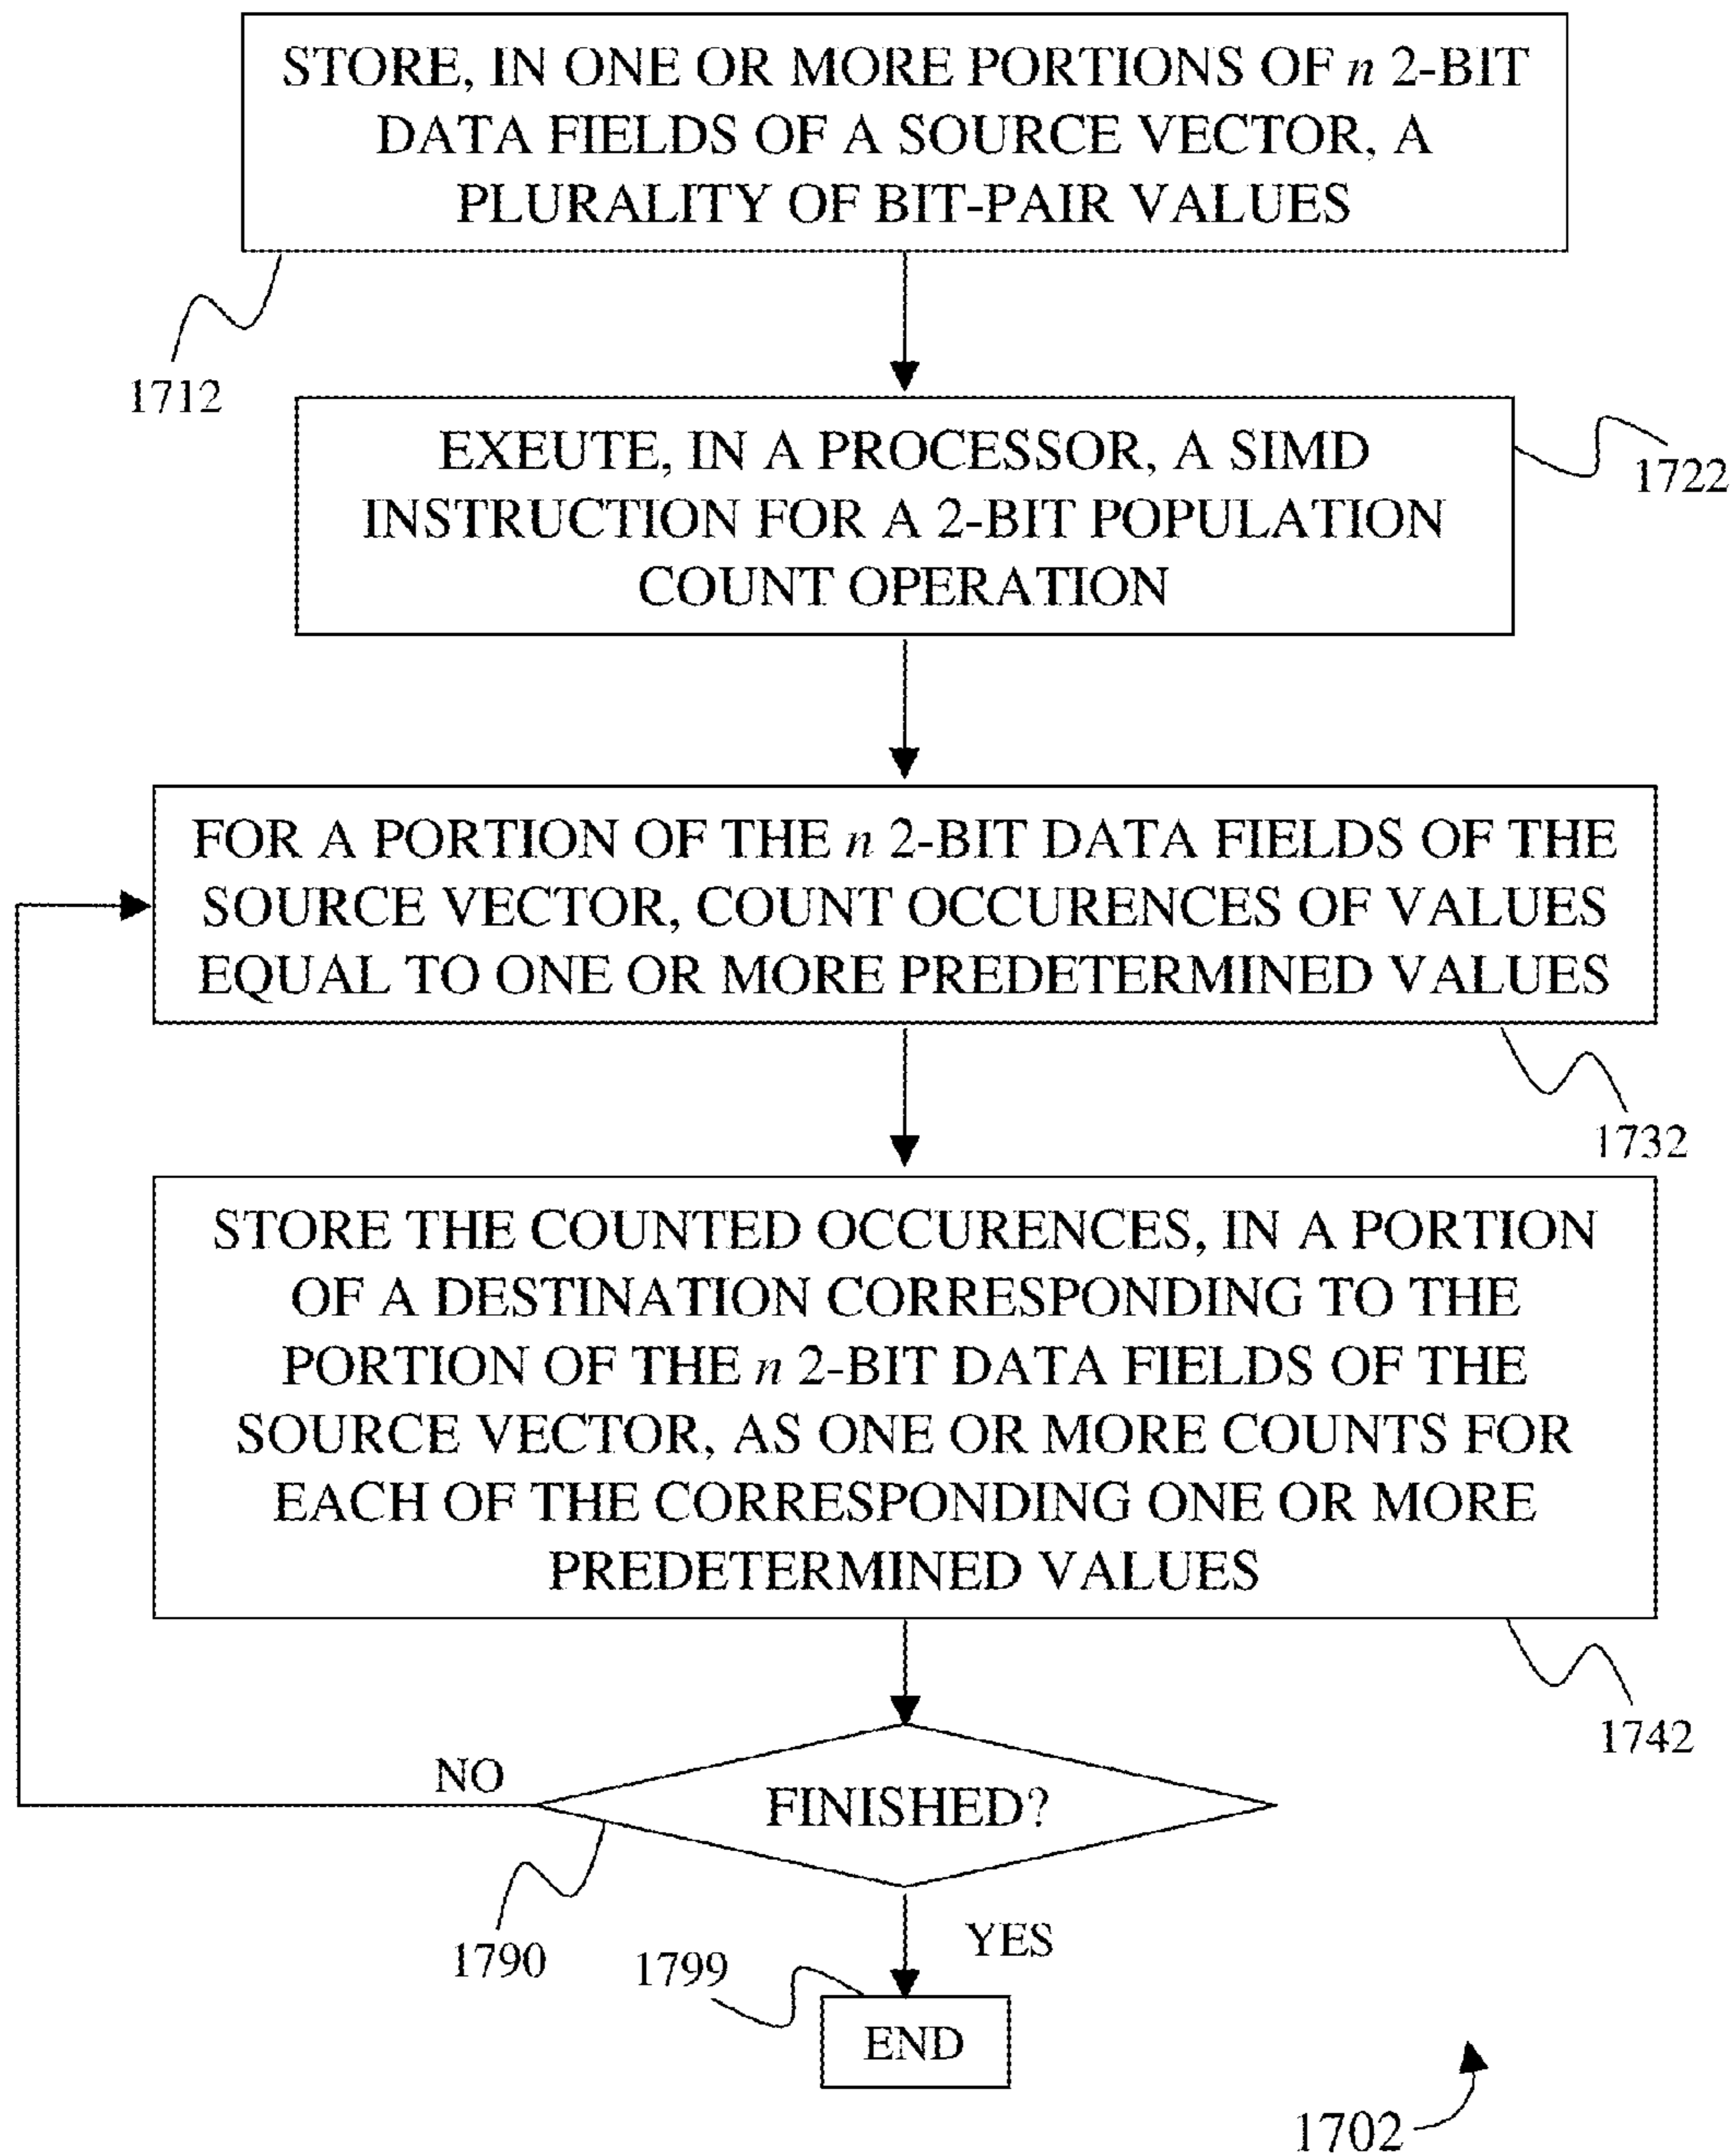 STORE, IN ONE OR MORE PORTIONS OF n 2-BIT
DATA FIELDS OF A SOURCE VECTOR, A
PLURALITY OF BIT-PAIR VALUES
1712
EXEUTE, IN A PROCESSOR, A SIMD
INSTRUCTION FOR A 2-BIT POPULATION
COUNT OPERATION
1722
FOR A PORTION OF THE n 2-BIT DATA FIELDS OF THE
SOURCE VECTOR, COUNT OCCURENCES OF VALUES
EQUAL TO ONE OR MORE PREDETERMINED VALUES
1732
STORE THE COUNTED OCCURENCES, IN A PORTION
OF A DESTINATION CORRESPONDING TO THE
PORTION OF THE n 2-BIT DATA FIELDS OF THE
SOURCE VECTOR, AS ONE OR MORE COUNTS FOR
EACH OF THE CORRESPONDING ONE OR MORE
PREDETERMINED VALUES
1742
NO
FINISHED?
1790
YES
1799
END
1702